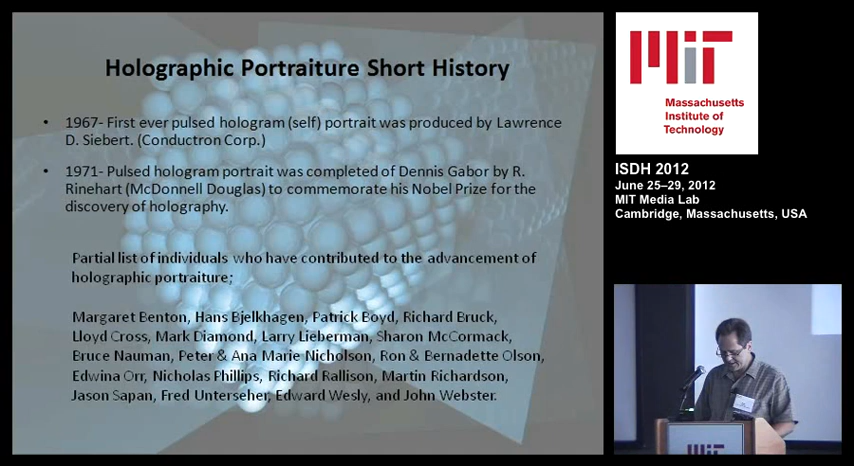 Holographic Portraiture Short History
• 1967- First ever pulsed hologram (self) portrait was produced by Lawrence
D. Siebert. (Conductron Corp.)
• 1971- Pulsed hologram portrait was completed of Dennis Gabor by R.
Rinehart (McDonnell Douglas) to commemorate his Nobel Prize for the
discovery of holography.
Partial list of individuals who have contributed to the advancement of
holographic portraiture;
Margaret Benton, Hans Bjelkhagen, Patrick Boyd, Richard Bruck,
Lloyd Cross, Mark Diamond, Larry Lieberman, Sharon McCormack,
Bruce Nauman, Peter & Ana Marie Nicholson, Ron & Bernadette Olson,
Edwina Orr, Nicholas Phillips, Richard Rallison, Martin Richardson,
Jason Sapan, Fred Unterseher, Edward Wesly, and John Webster.
MIT
Massachusetts
Institute of
Technology
ISDH 2012
June 25–29, 2012
MIT Media Lab
Cambridge, Massachusetts, USA
MIT